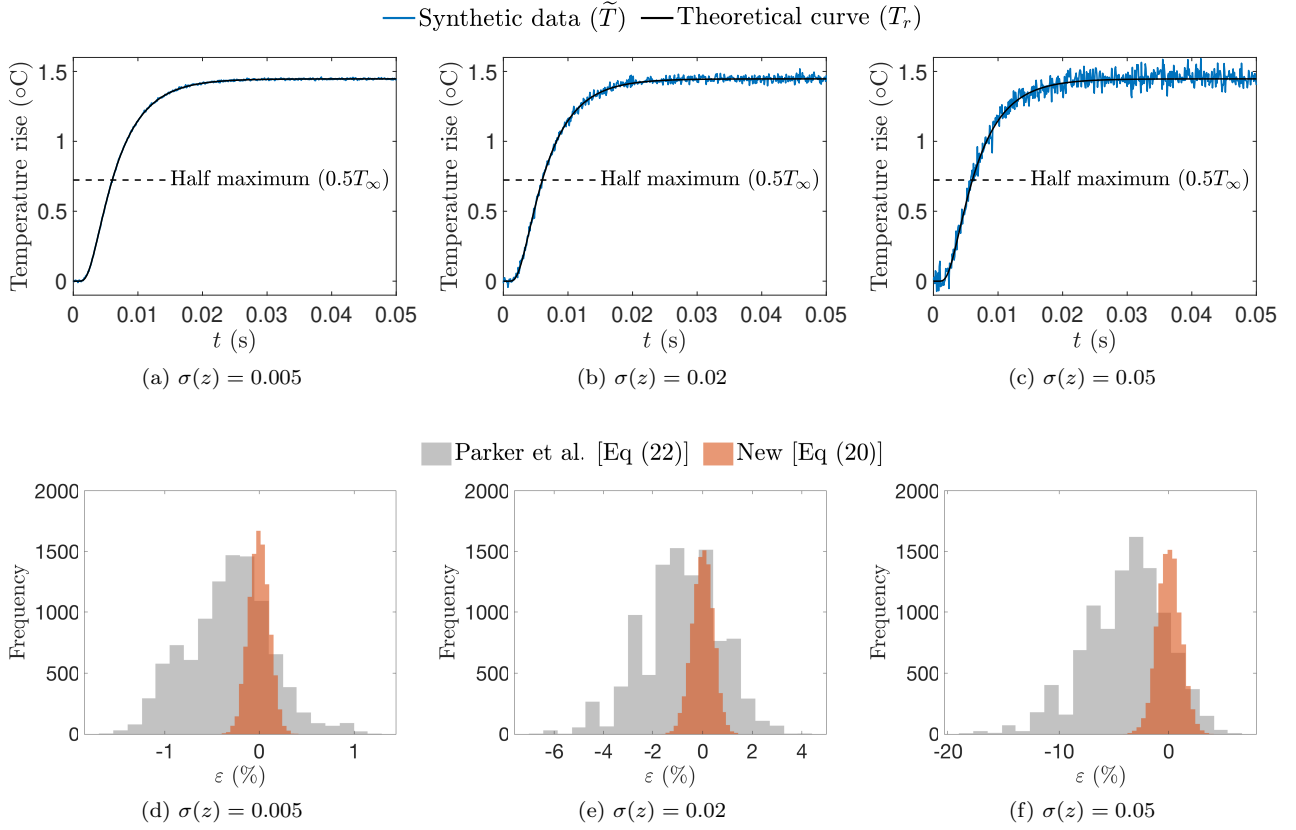 Synthetic data (T̃) Theoretical curve (Tᵣ)
Temperature rise (∘C)
1.5
1
0.5
0
Half maximum (0.5T∞)
0 0.01 0.02 0.03 0.04 0.05
t (s)
(a) σ(z) = 0.005
Temperature rise (∘C)
1.5
1
0.5
0
Half maximum (0.5T∞)
0 0.01 0.02 0.03 0.04 0.05
t (s)
(b) σ(z) = 0.02
Temperature rise (∘C)
1.5
1
0.5
0
Half maximum (0.5T∞)
0 0.01 0.02 0.03 0.04 0.05
t (s)
(c) σ(z) = 0.05
Parker et al. [Eq (22)] New [Eq (20)]
Frequency
2000
1500
1000
500
0
-1 0 1
ε (%)
(d) σ(z) = 0.005
Frequency
2000
1500
1000
500
0
-6 -4 -2 0 2 4
ε (%)
(e) σ(z) = 0.02
Frequency
2000
1500
1000
500
0
-20 -10 0
ε (%)
(f) σ(z) = 0.05